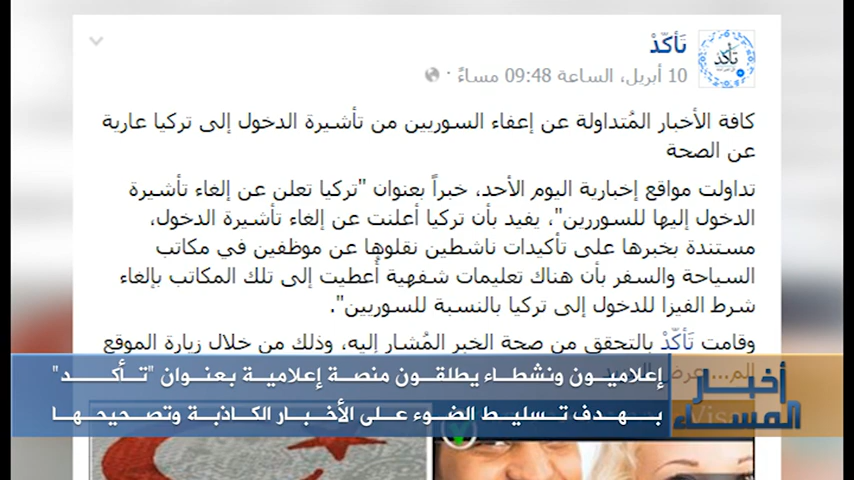 تَأكّدْ
10 أبريل، الساعة 09:48 مساءً
كافة الأخبار المُتداولة عن إعفاء السوريين من تأشيرة الدخول إلى تركيا عارية
عن الصحة
تداولت مواقع إخبارية اليوم الأحد، خبراً بعنوان "تركيا تعلن عن إلغاء تأشيرة
الدخول إليها للسوررين"، يفيد بأن تركيا أعلنت عن إلغاء تأشيرة الدخول،
مستندة بخبرها على تأكيدات ناشطين نقلوها عن موظفين في مكاتب
السياحة والسفر بأن هناك تعليمات شفهية أُعطيت إلى تلك المكاتب بإلغاء
شرط الفيزا للدخول إلى تركيا بالنسبة للسوريين".
وقامت تَأكّدْ بالتحقق من صحة الخبر المُشار إليه، وذلك من خلال زيارة الموقع
إعلاميون ونشطاء يطلقون منصة إعلامية بعنوان "تأكد"
بهدف تسليط الضوء على الأخبار الكاذبة وتصحيحها
أخبار
المساء